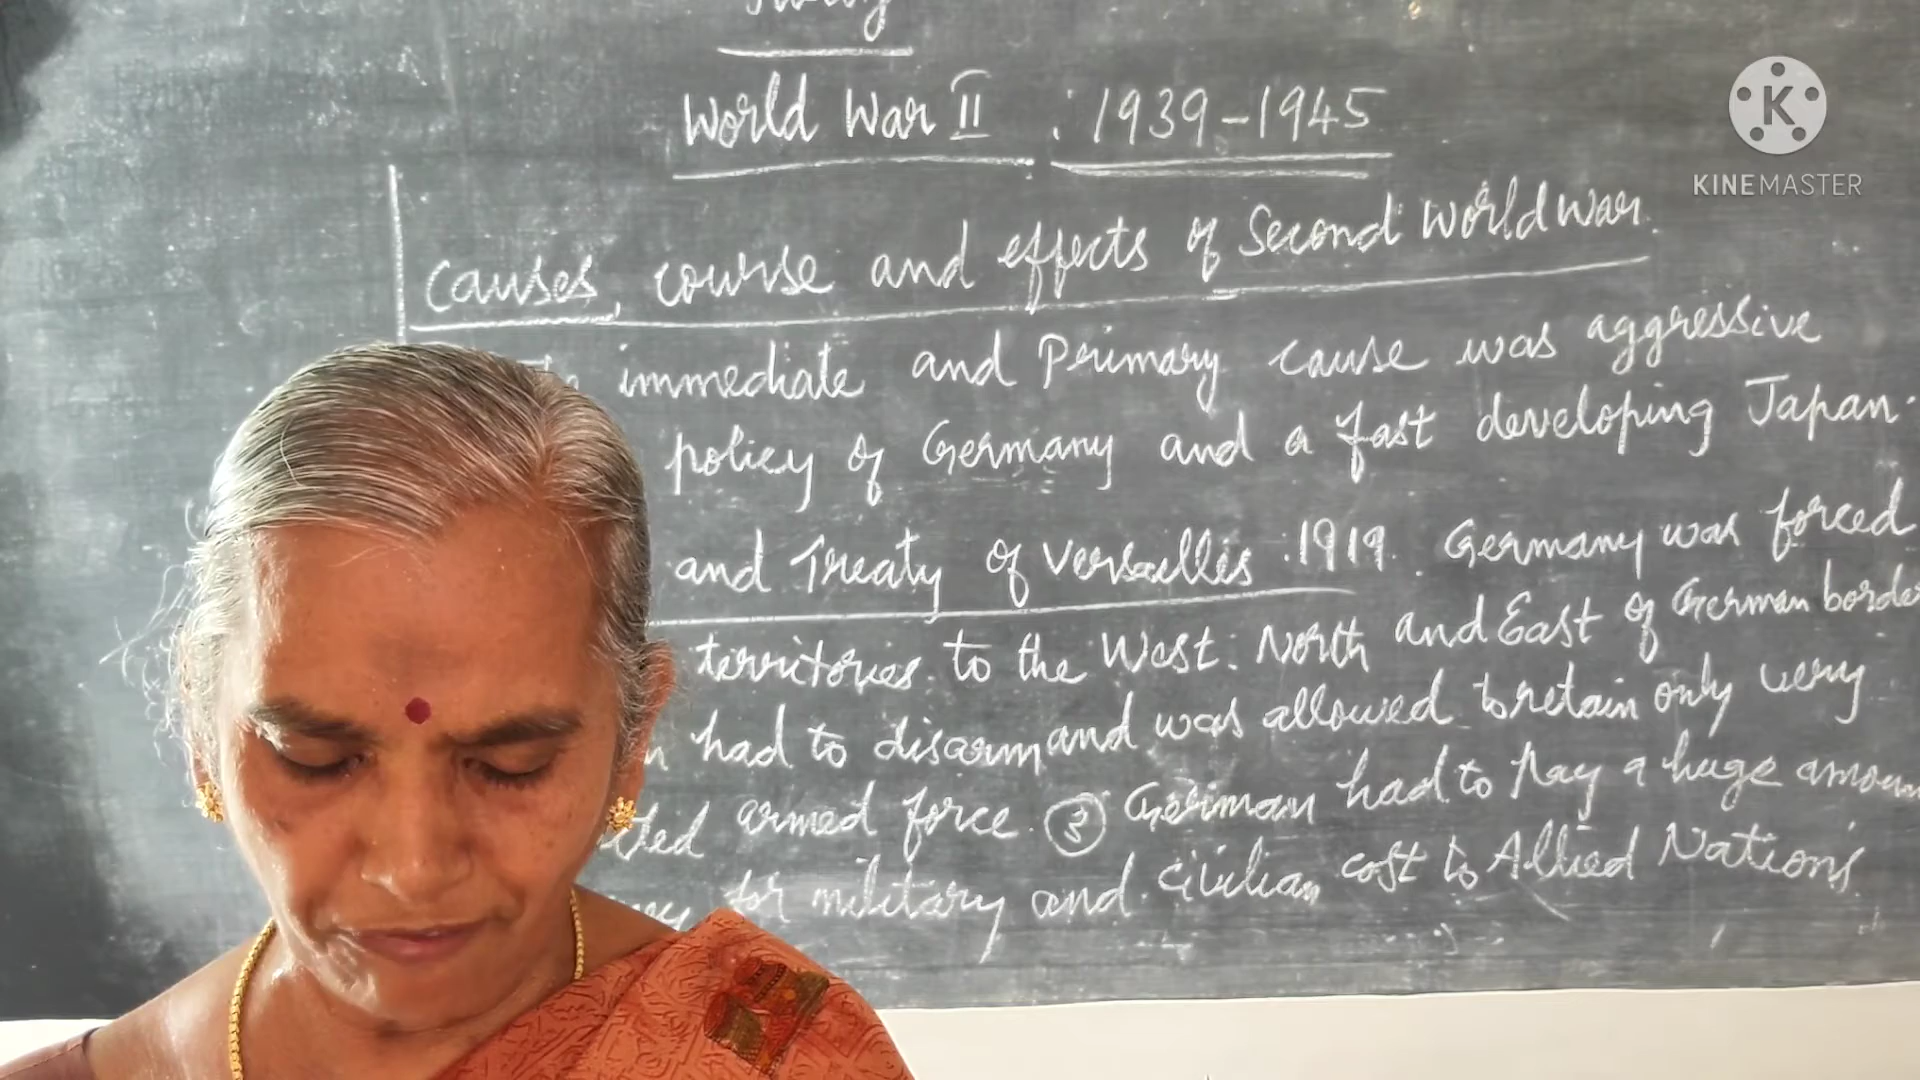 World War II : 1939-1945
K
KINEMASTER
Causes, course and effects of Second World War.
immediate and Primary cause was aggressive
policy of Germany and a fast developing Japan.
and Treaty of Versailles : 1919. Germany was forced
territories to the West. North and East of German border
had to disarm and was allowed to retain only very
armed force. ③ German had to pay a huge amoun
for military and civilian cost to Allied Nations.